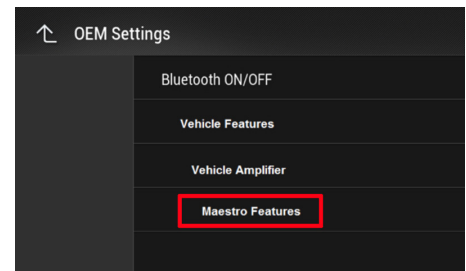 OEM Settings
Bluetooth ON/OFF
Vehicle Features
Vehicle Amplifier
Maestro Features